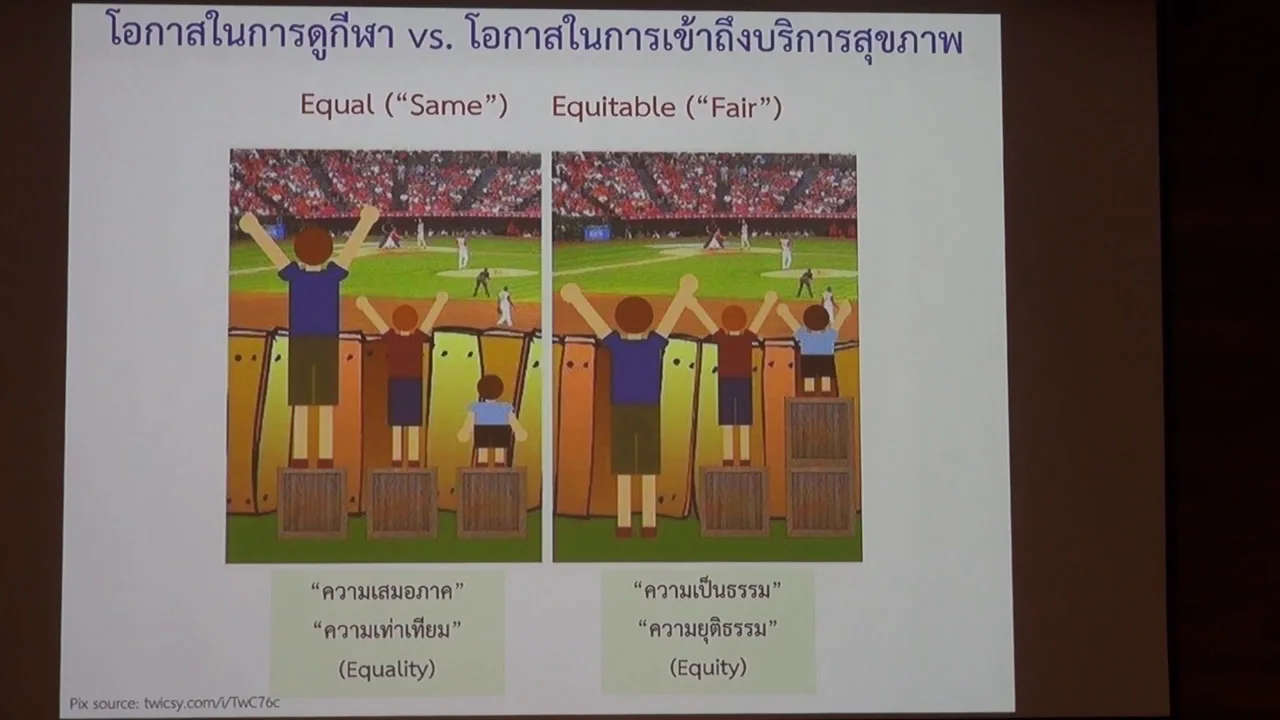 โอกาสในการดูกีฬา vs. โอกาสในการเข้าถึงบริการสุขภาพ
Equal (“Same”) Equitable (“Fair”)
“ความเสมอภาค”
“ความเท่าเทียม”
(Equality)
“ความเป็นธรรม”
“ความยุติธรรม”
(Equity)
Pix source: twicsy.com/i/TwC76c